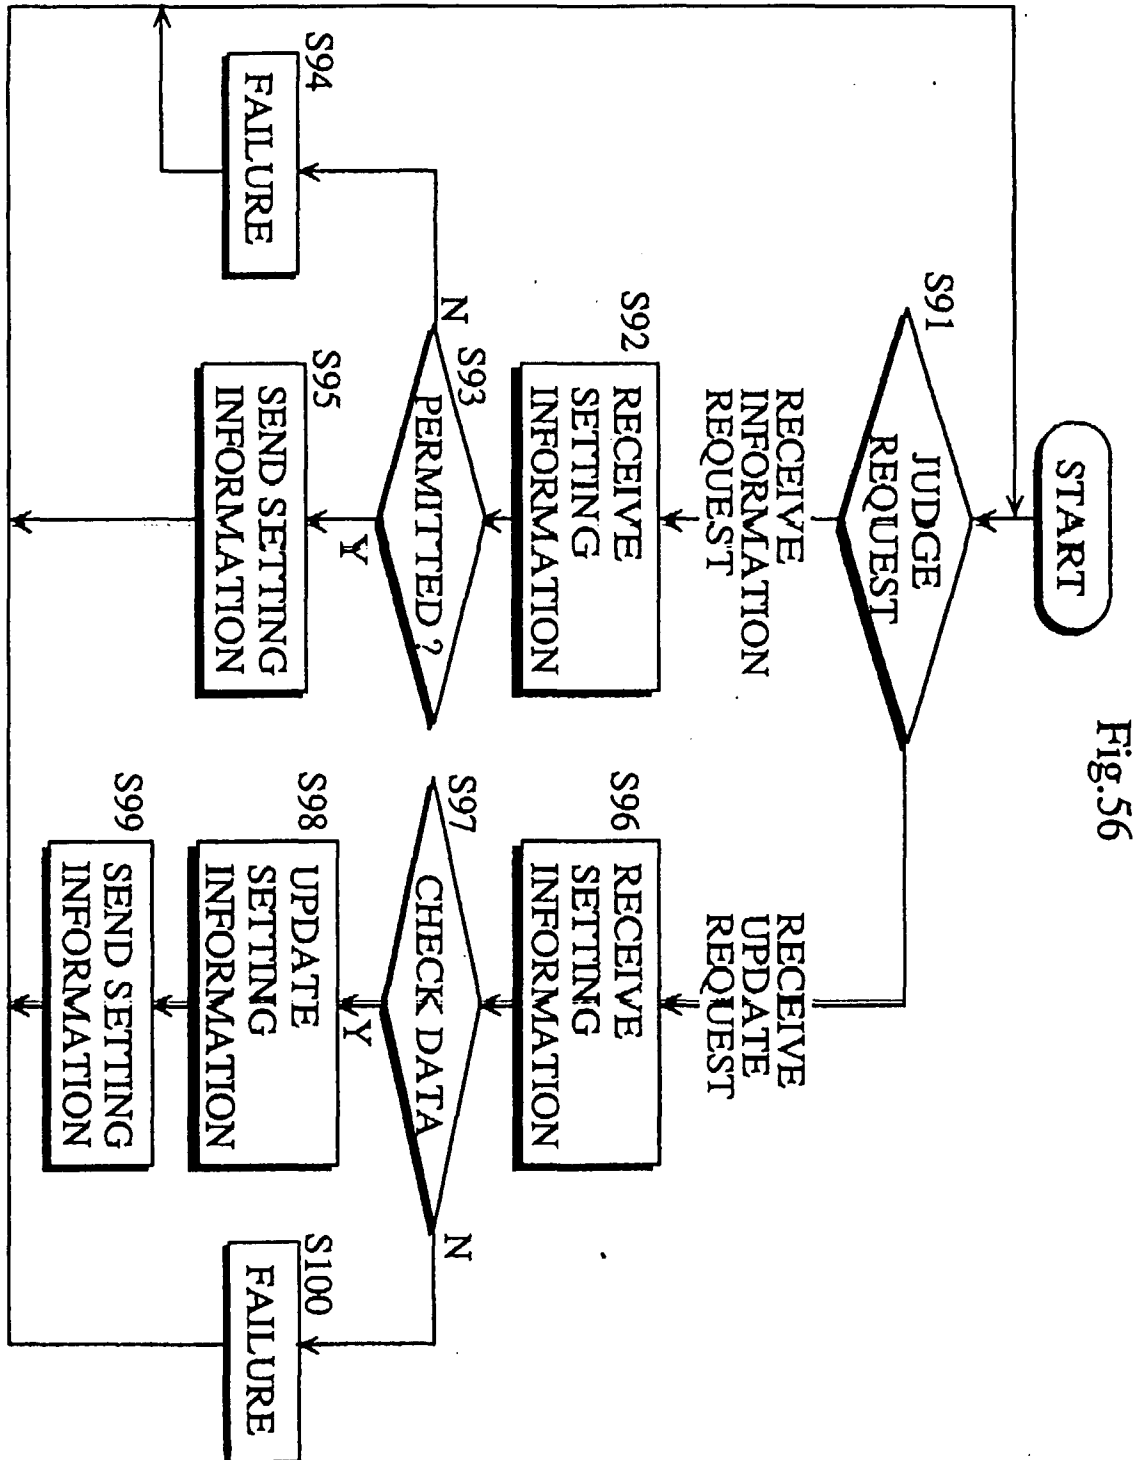 Fig.56
START
S91
JUDGE
REQUEST
RECEIVE
INFORMATION
REQUEST
S92
RECEIVE
SETTING
INFORMATION
S93
PERMITTED ?
N
Y
S94
FAILURE
S95
SEND SETTING
INFORMATION
RECEIVE
UPDATE
REQUEST
S96
RECEIVE
SETTING
INFORMATION
S97
CHECK DATA
N
Y
S98
UPDATE
SETTING
INFORMATION
S99
SEND SETTING
INFORMATION
S100
FAILURE